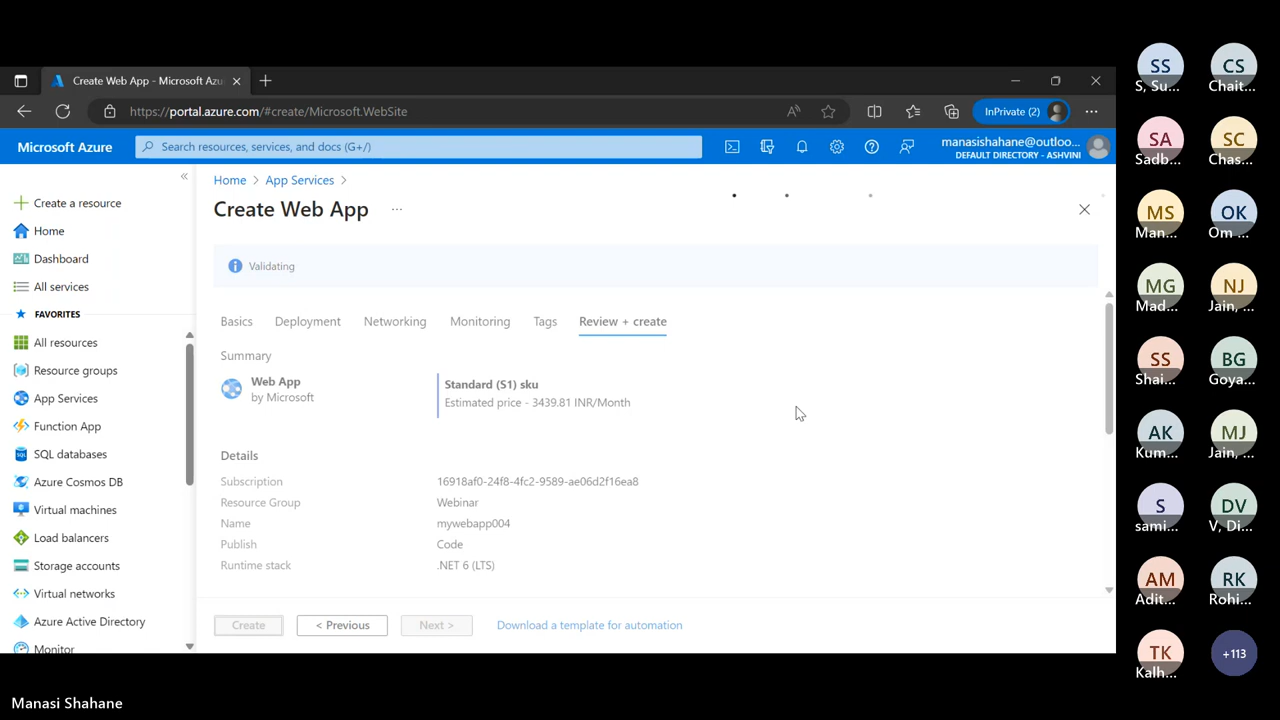 Create Web App - Microsoft Azu
https://portal.azure.com/#create/Microsoft.WebSite
InPrivate (2)
Microsoft Azure
Search resources, services, and docs (G+/)
manasishahane@outloo...
DEFAULT DIRECTORY - ASHVINI
Create a resource
Home
Dashboard
All services
FAVORITES
All resources
Resource groups
App Services
Function App
SQL databases
Azure Cosmos DB
Virtual machines
Load balancers
Storage accounts
Virtual networks
Azure Active Directory
Monitor
Home > App Services >
Create Web App ...
Validating
Basics Deployment Networking Monitoring Tags Review + create
Summary
Web App
by Microsoft
Standard (S1) sku
Estimated price - 3439.81 INR/Month
Details
Subscription 16918af0-24f8-4fc2-9589-ae06d2f16ea8
Resource Group Webinar
Name mywebapp004
Publish Code
Runtime stack .NET 6 (LTS)
Create < Previous Next > Download a template for automation
SS CS
S, Su... Chait...
SA SC
Sadb... Chas...
MS OK
Man... Om ...
MG NJ
Mad... Jain, ...
SS BG
Shai... Goya...
AK MJ
Kum... Jain, ...
S DV
sami... V, Di...
AM RK
Adit... Rohi...
TK +113
Kalh...
Manasi Shahane